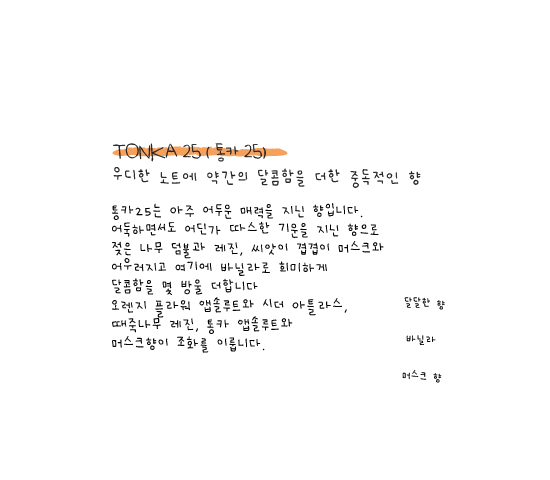 TONKA 25 (통카 25)
우디한 노트에 약간의 달콤함을 더한 중독적인 향
통카25는 아주 어두운 매력을 지닌 향입니다.
어둑하면서도 어딘가 따스한 기운을 지닌 향으로
젖은 나무 덤불과 레진, 씨앗이 겹겹이 머스크와
어우러지고 여기에 바닐라로 희미하게
달콤함을 몇 방울 더합니다
오렌지 플라워 앱솔루트와 시더 아틀라스,
때죽나무 레진, 통카 앱솔루트와
머스크향이 조화를 이룹니다.
달달한 향
바닐라
머스크 향